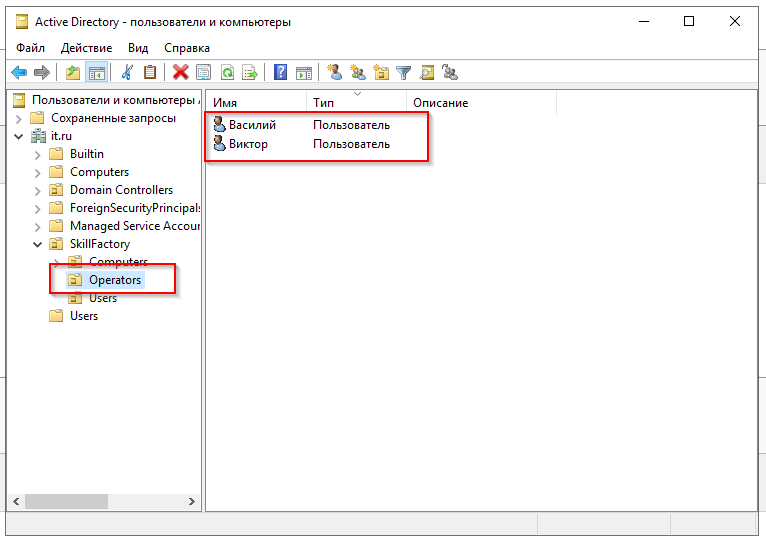 Active Directory - пользователи и компьютеры
Файл Действие Вид Справка
Пользователи и компьютеры
Сохраненные запросы
it.ru
Builtin
Computers
Domain Controllers
ForeignSecurityPrincipals
Managed Service Accour
SkillFactory
Computers
Operators
Users
Users
Имя Тип Описание
Василий Пользователь
Виктор Пользователь